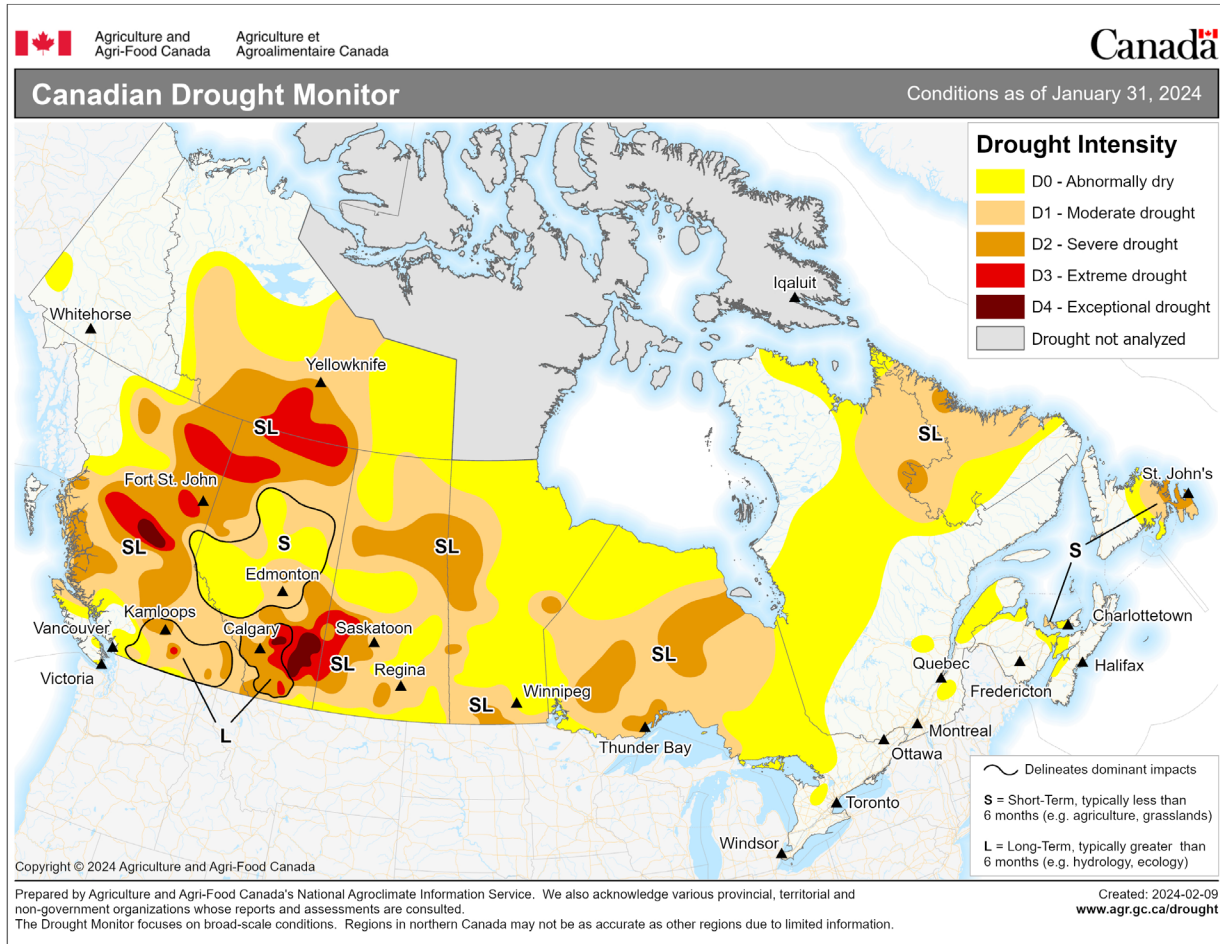 Agriculture and
Agri-Food Canada
Agriculture et
Agroalimentaire Canada
Canada
Canadian Drought Monitor
Conditions as of January 31, 2024
Drought Intensity
D0 - Abnormally dry
D1 - Moderate drought
D2 - Severe drought
D3 - Extreme drought
D4 - Exceptional drought
Drought not analyzed
Iqaluit
Whitehorse
Yellowknife
SL
SL
Fort St. John
St. John's
SL
S
SL
S
Edmonton
Kamloops
Charlottetown
Vancouver
Calgary
Saskatoon
SL
SL
Halifax
Victoria
Regina
Quebec
Fredericton
Winnipeg
SL
L
Montreal
Thunder Bay
Ottawa
Toronto
Windsor
Delineates dominant impacts
S = Short-Term, typically less than
6 months (e.g. agriculture, grasslands)
L = Long-Term, typically greater than
6 months (e.g. hydrology, ecology)
Copyright © 2024 Agriculture and Agri-Food Canada
Prepared by Agriculture and Agri-Food Canada's National Agroclimate Information Service. We also acknowledge various provincial, territorial and
non-government organizations whose reports and assessments are consulted.
The Drought Monitor focuses on broad-scale conditions. Regions in northern Canada may not be as accurate as other regions due to limited information.
Created: 2024-02-09
www.agr.gc.ca/drought